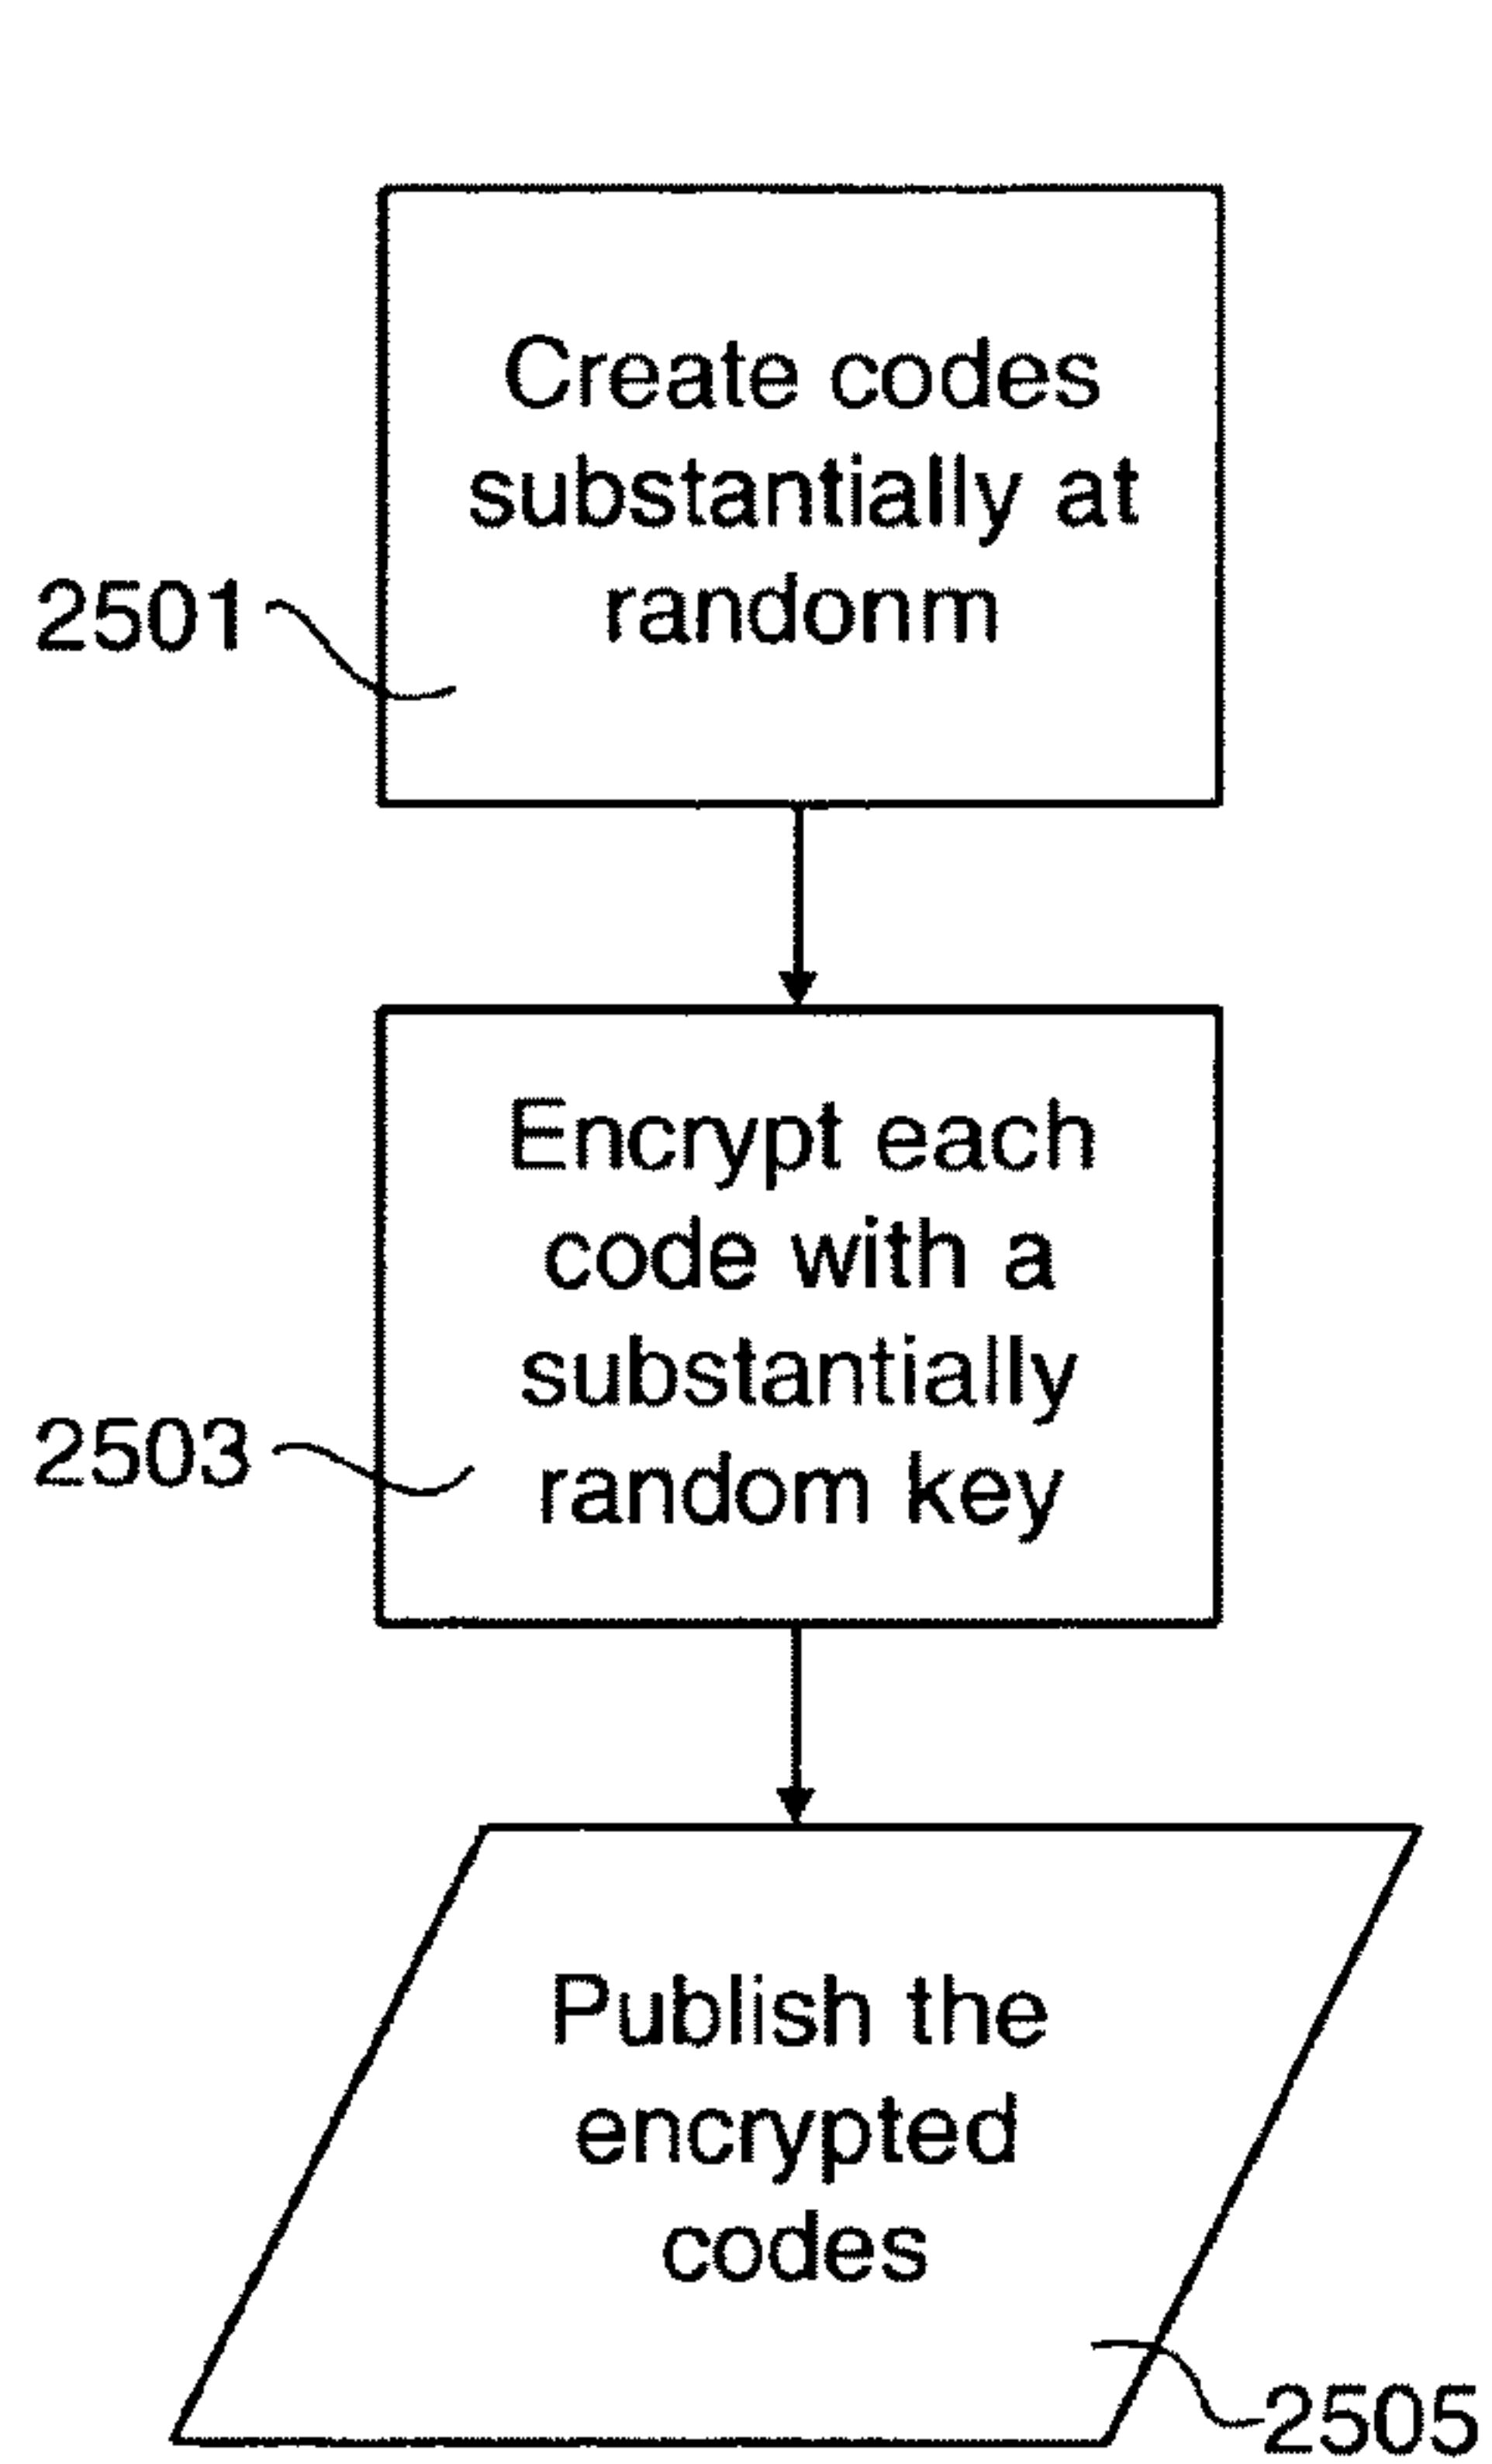 Create codes
substantially at
randonm
2501
Encrypt each
code with a
substantially
random key
2503
Publish the
encrypted
codes
2505